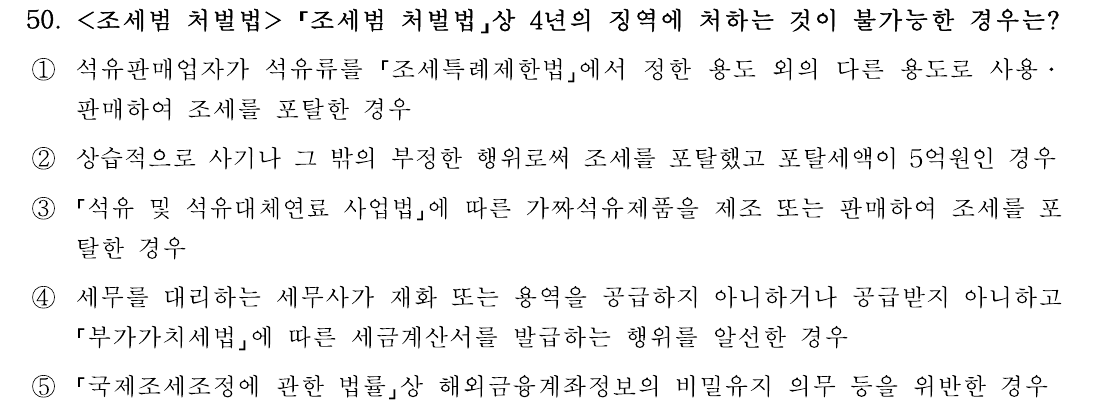 50. <조세범 처벌법> 「조세범 처벌법」상 4년의 징역에 처하는 것이 불가능한 경우는?
① 석유판매업자가 석유류를 「조세특례제한법」에서 정한 용도 외의 다른 용도로 사용·
판매하여 조세를 포탈한 경우
② 상습적으로 사기나 그 밖의 부정한 행위로써 조세를 포탈했고 포탈세액이 5억원인 경우
③ 「석유 및 석유대체연료 사업법」에 따른 가짜석유제품을 제조 또는 판매하여 조세를 포
탈한 경우
④ 세무를 대리하는 세무사가 재화 또는 용역을 공급하지 아니하거나 공급받지 아니하고
「부가가치세법」에 따른 세금계산서를 발급하는 행위를 알선한 경우
⑤ 「국제조세조정에 관한 법률」상 해외금융계좌정보의 비밀유지 의무 등을 위반한 경우